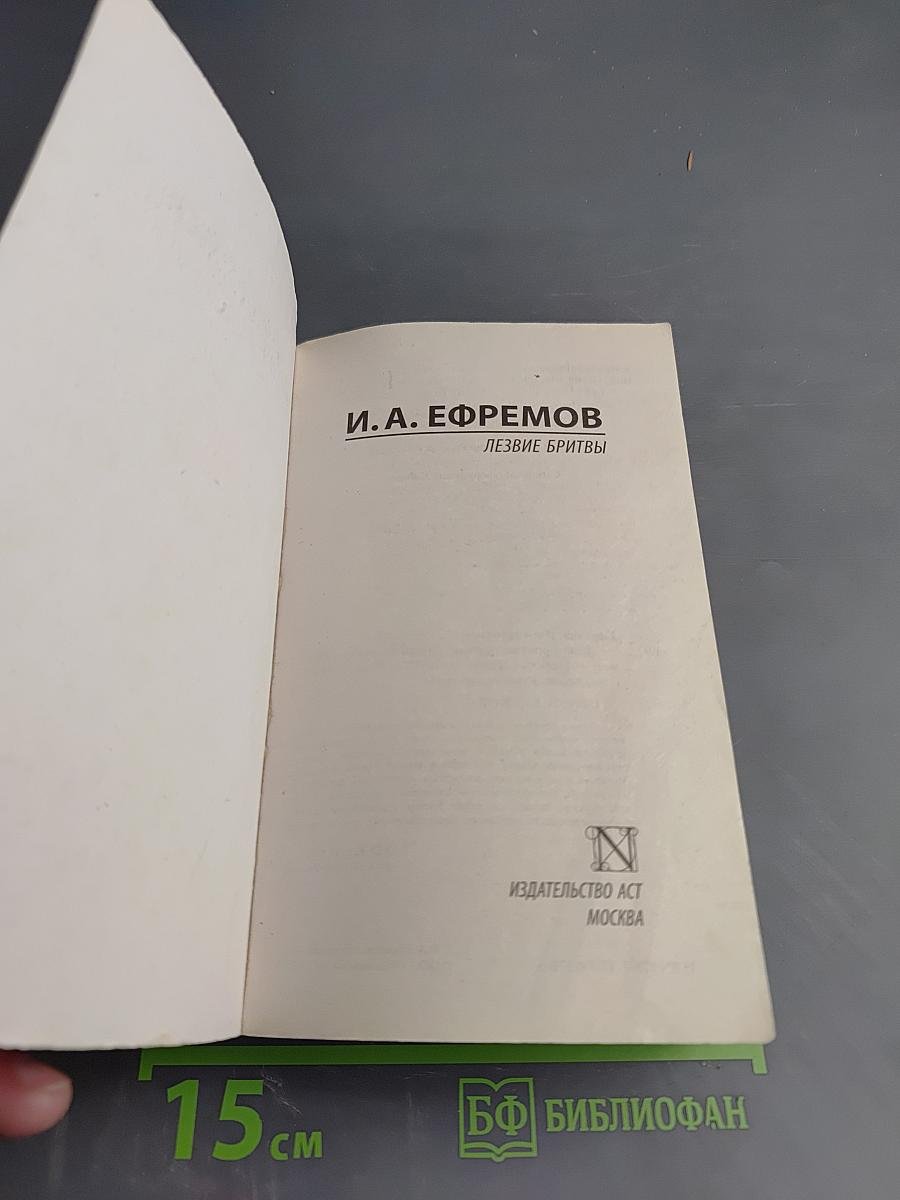 И. А. ЕФРЕМОВ
ЛЕЗВИЕ БРИТВЫ
N
ИЗДАТЕЛЬСТВО АСТ
МОСКВА
15 см
БФ БИБЛИОФАН